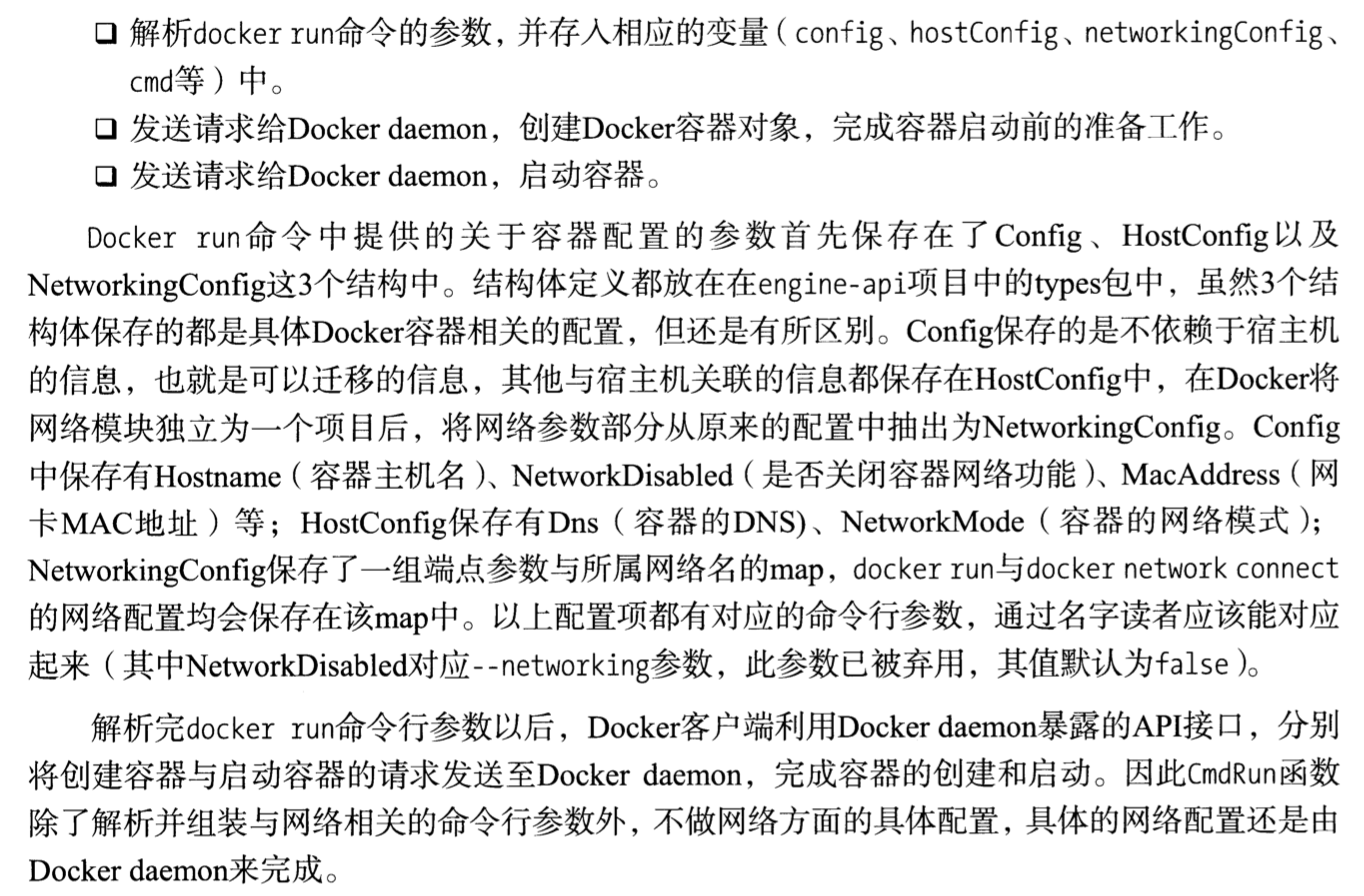 ❑ 解析docker run命令的参数，并存入相应的变量（config、hostConfig、networkingConfig、
cmd等）中。
❑ 发送请求给Docker daemon，创建Docker容器对象，完成容器启动前的准备工作。
❑ 发送请求给Docker daemon，启动容器。
Docker run命令中提供的关于容器配置的参数首先保存在了Config、HostConfig以及
NetworkingConfig这3个结构中。结构体定义都放在在engine-api项目中的types包中，虽然3个结
构体保存的都是具体Docker容器相关的配置，但还是有所区别。Config保存的是不依赖于宿主机
的信息，也就是可以迁移的信息，其他与宿主机关联的信息都保存在HostConfig中，在Docker将
网络模块独立为一个项目后，将网络参数部分从原来的配置中抽出为NetworkingConfig。Config
中保存有Hostname（容器主机名）、NetworkDisabled（是否关闭容器网络功能）、MacAddress（网
卡MAC地址）等；HostConfig保存有Dns（容器的DNS)、NetworkMode（容器的网络模式）；
NetworkingConfig保存了一组端点参数与所属网络名的map，docker run与docker network connect
的网络配置均会保存在该map中。以上配置项都有对应的命令行参数，通过名字读者应该能对应
起来（其中NetworkDisabled对应--networking参数，此参数已被弃用，其值默认为false）。
解析完docker run命令行参数以后，Docker客户端利用Docker daemon暴露的API接口，分别
将创建容器与启动容器的请求发送至Docker daemon，完成容器的创建和启动。因此CmdRun函数
除了解析并组装与网络相关的命令行参数外，不做网络方面的具体配置，具体的网络配置还是由
Docker daemon来完成。